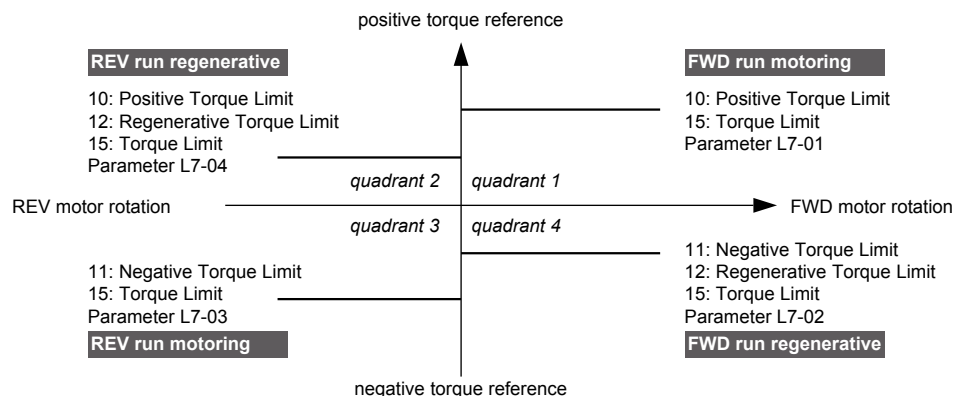 positive torque reference
REV run regenerative
10: Positive Torque Limit
12: Regenerative Torque Limit
15: Torque Limit
Parameter L7-04
FWD run motoring
10: Positive Torque Limit
15: Torque Limit
Parameter L7-01
quadrant 2
quadrant 1
REV motor rotation
FWD motor rotation
quadrant 3
quadrant 4
11: Negative Torque Limit
15: Torque Limit
Parameter L7-03
REV run motoring
11: Negative Torque Limit
12: Regenerative Torque Limit
15: Torque Limit
Parameter L7-02
FWD run regenerative
negative torque reference